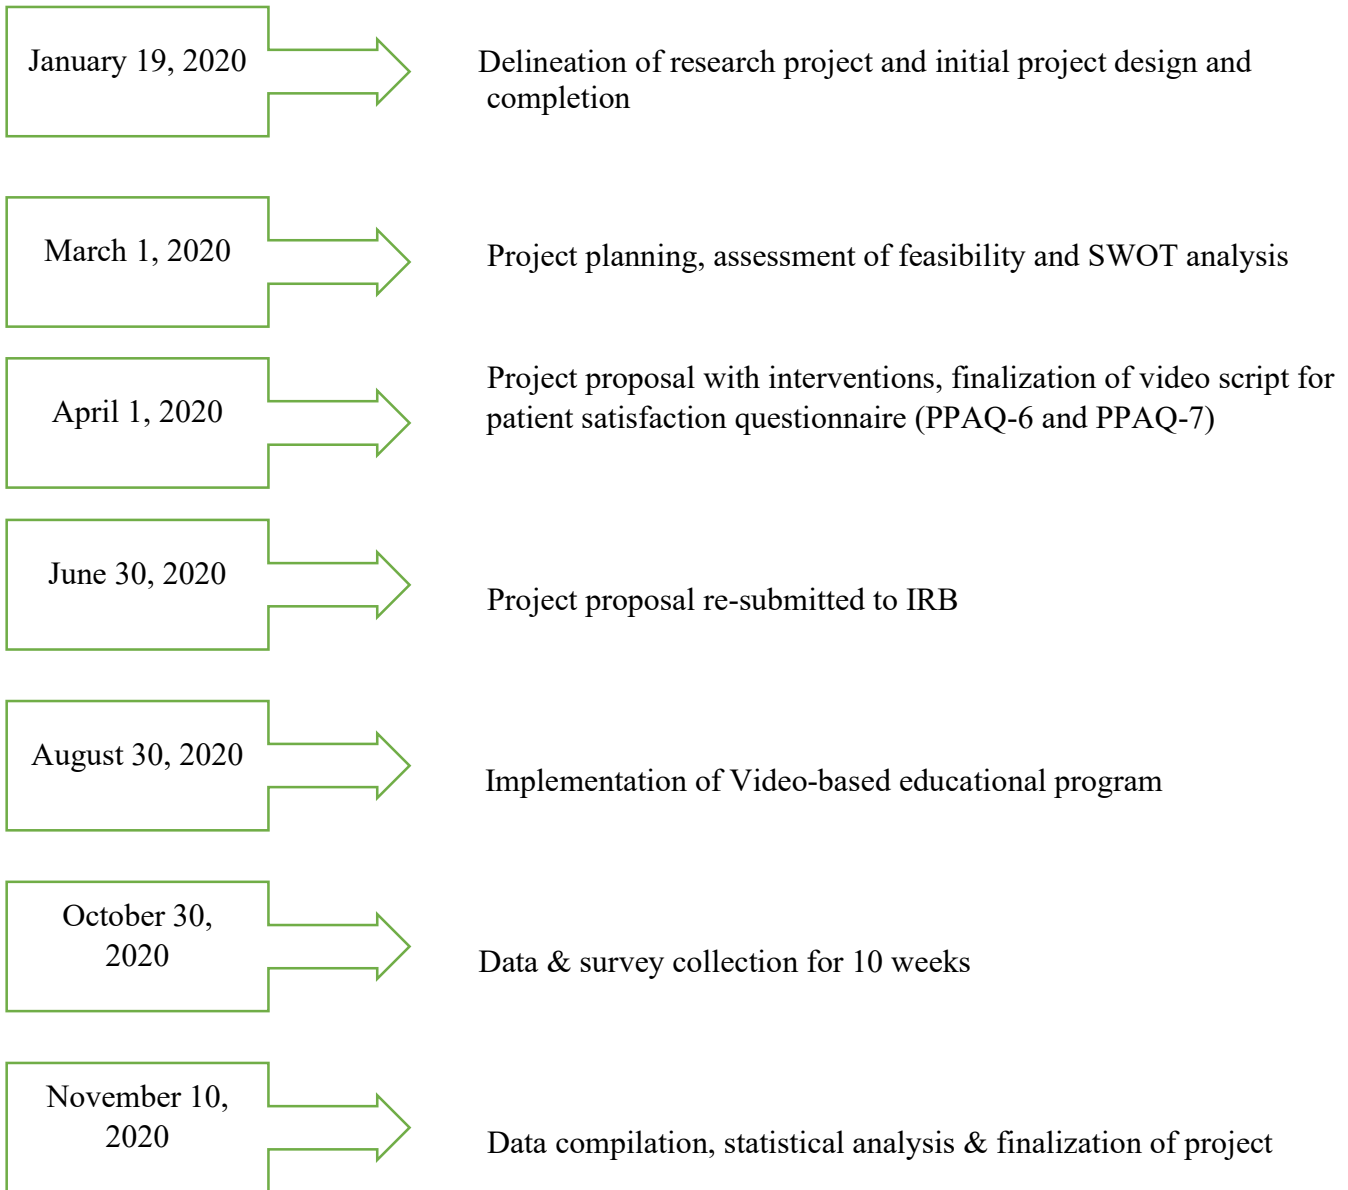 January 19, 2020
Delineation of research project and initial project design and
completion
March 1, 2020
Project planning, assessment of feasibility and SWOT analysis
April 1, 2020
Project proposal with interventions, finalization of video script for
patient satisfaction questionnaire (PPAQ-6 and PPAQ-7)
June 30, 2020
Project proposal re-submitted to IRB
August 30, 2020
Implementation of Video-based educational program
October 30,
2020
Data & survey collection for 10 weeks
November 10,
2020
Data compilation, statistical analysis & finalization of project